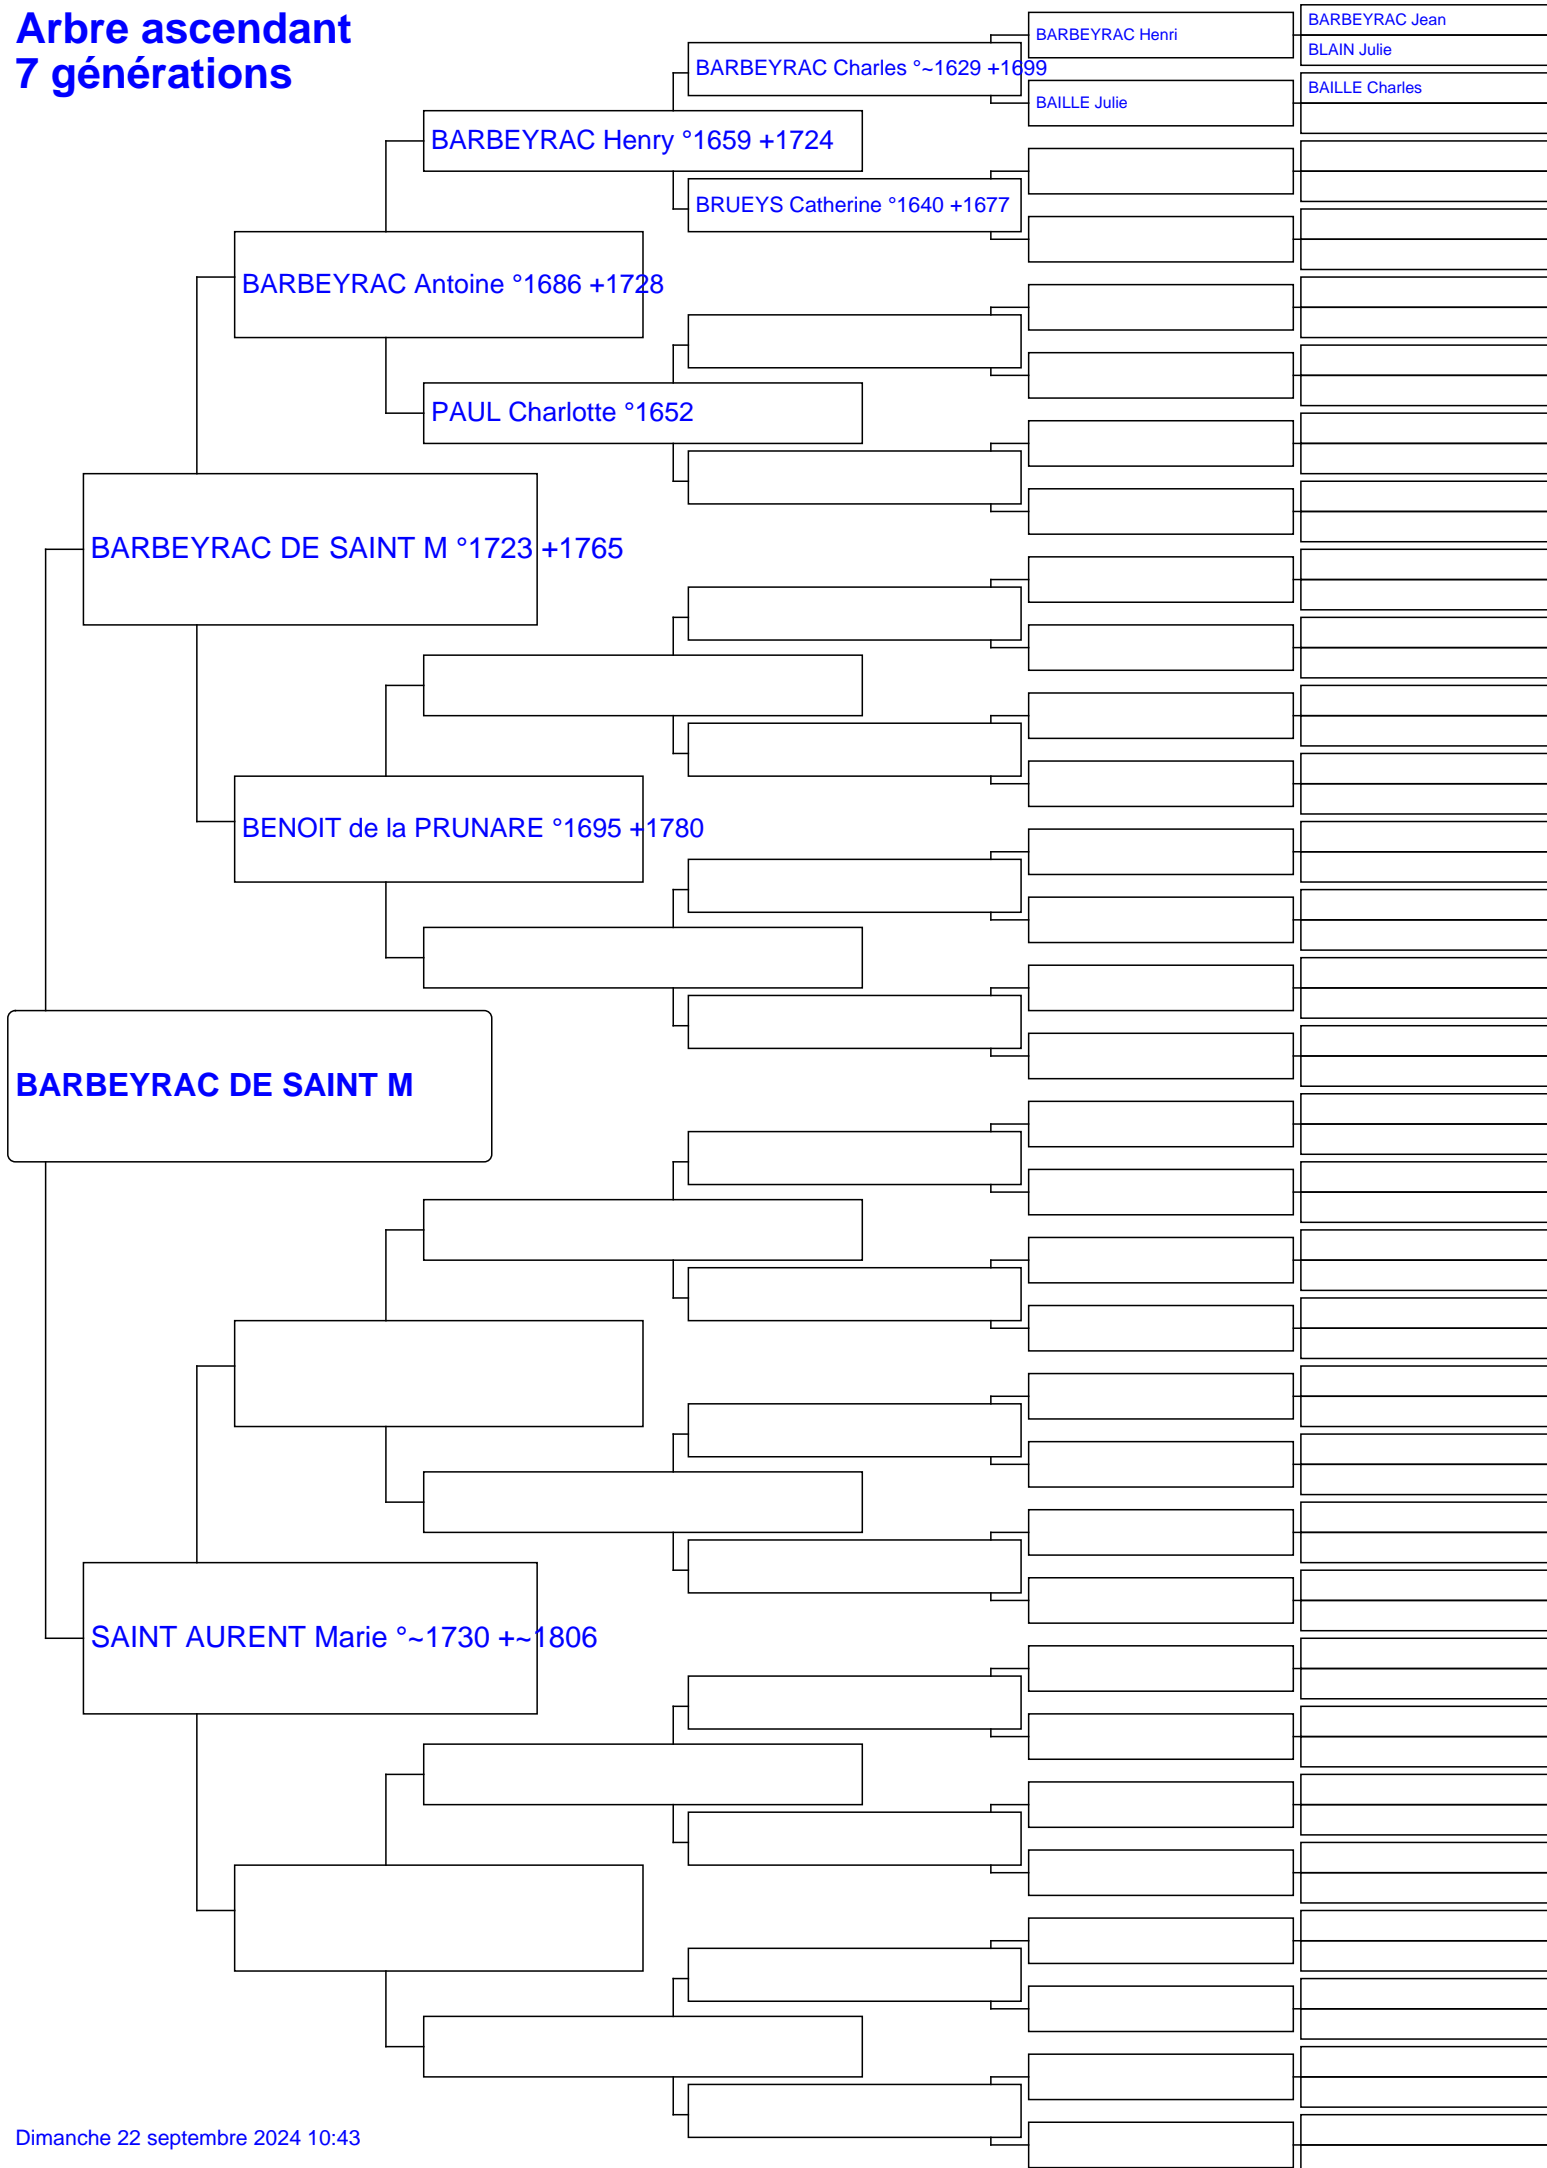 Arbre ascendant
7 générations
BARBEYRAC Jean
BLAIN Julie
BARBEYRAC Henri
BARBEYRAC Charles °~1629 +1699
BAILLE Charles
BAILLE Julie
BARBEYRAC Henry °1659 +1724
BRUEYS Catherine °1640 +1677
BARBEYRAC Antoine °1686 +1728
PAUL Charlotte °1652
BARBEYRAC DE SAINT M °1723 +1765
BENOIT de la PRUNARE °1695 +1780
BARBEYRAC DE SAINT M
SAINT AURENT Marie °~1730 +~1806
Dimanche 22 septembre 2024 10:43